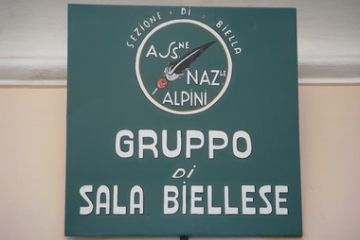 SEZIONE · DI · BIELLA
ASSNE
NAZLE
ALPINI
GRUPPO
Di
SALA BIELLESE